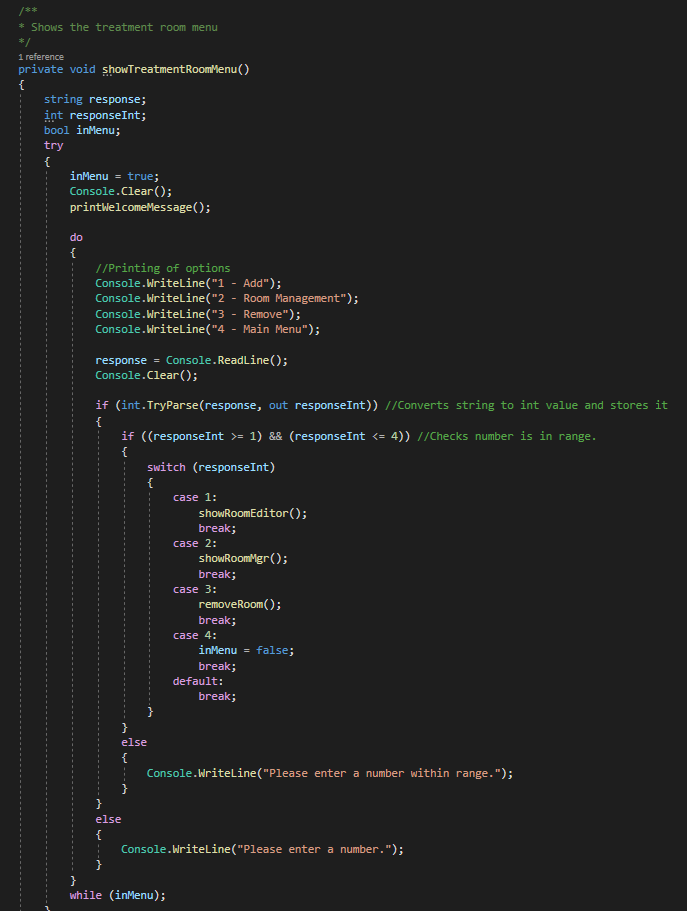 /**
* Shows the treatment room menu
*/
1 reference
private void showTreatmentRoomMenu()
{
    string response;
    int responseInt;
    bool inMenu;
    try
    {
        inMenu = true;
        Console.Clear();
        printWelcomeMessage();

        do
        {
            //Printing of options
            Console.WriteLine("1 - Add");
            Console.WriteLine("2 - Room Management");
            Console.WriteLine("3 - Remove");
            Console.WriteLine("4 - Main Menu");

            response = Console.ReadLine();
            Console.Clear();

            if (int.TryParse(response, out responseInt)) //Converts string to int value and stores it
            {
                if ((responseInt >= 1) && (responseInt <= 4)) //Checks number is in range.
                {
                    switch (responseInt)
                    {
                        case 1:
                            showRoomEditor();
                            break;
                        case 2:
                            showRoomMgr();
                            break;
                        case 3:
                            removeRoom();
                            break;
                        case 4:
                            inMenu = false;
                            break;
                        default:
                            break;
                    }
                }
                else
                {
                    Console.WriteLine("Please enter a number within range.");
                }
            }
            else
            {
                Console.WriteLine("Please enter a number.");
            }
        }
        while (inMenu);
    }